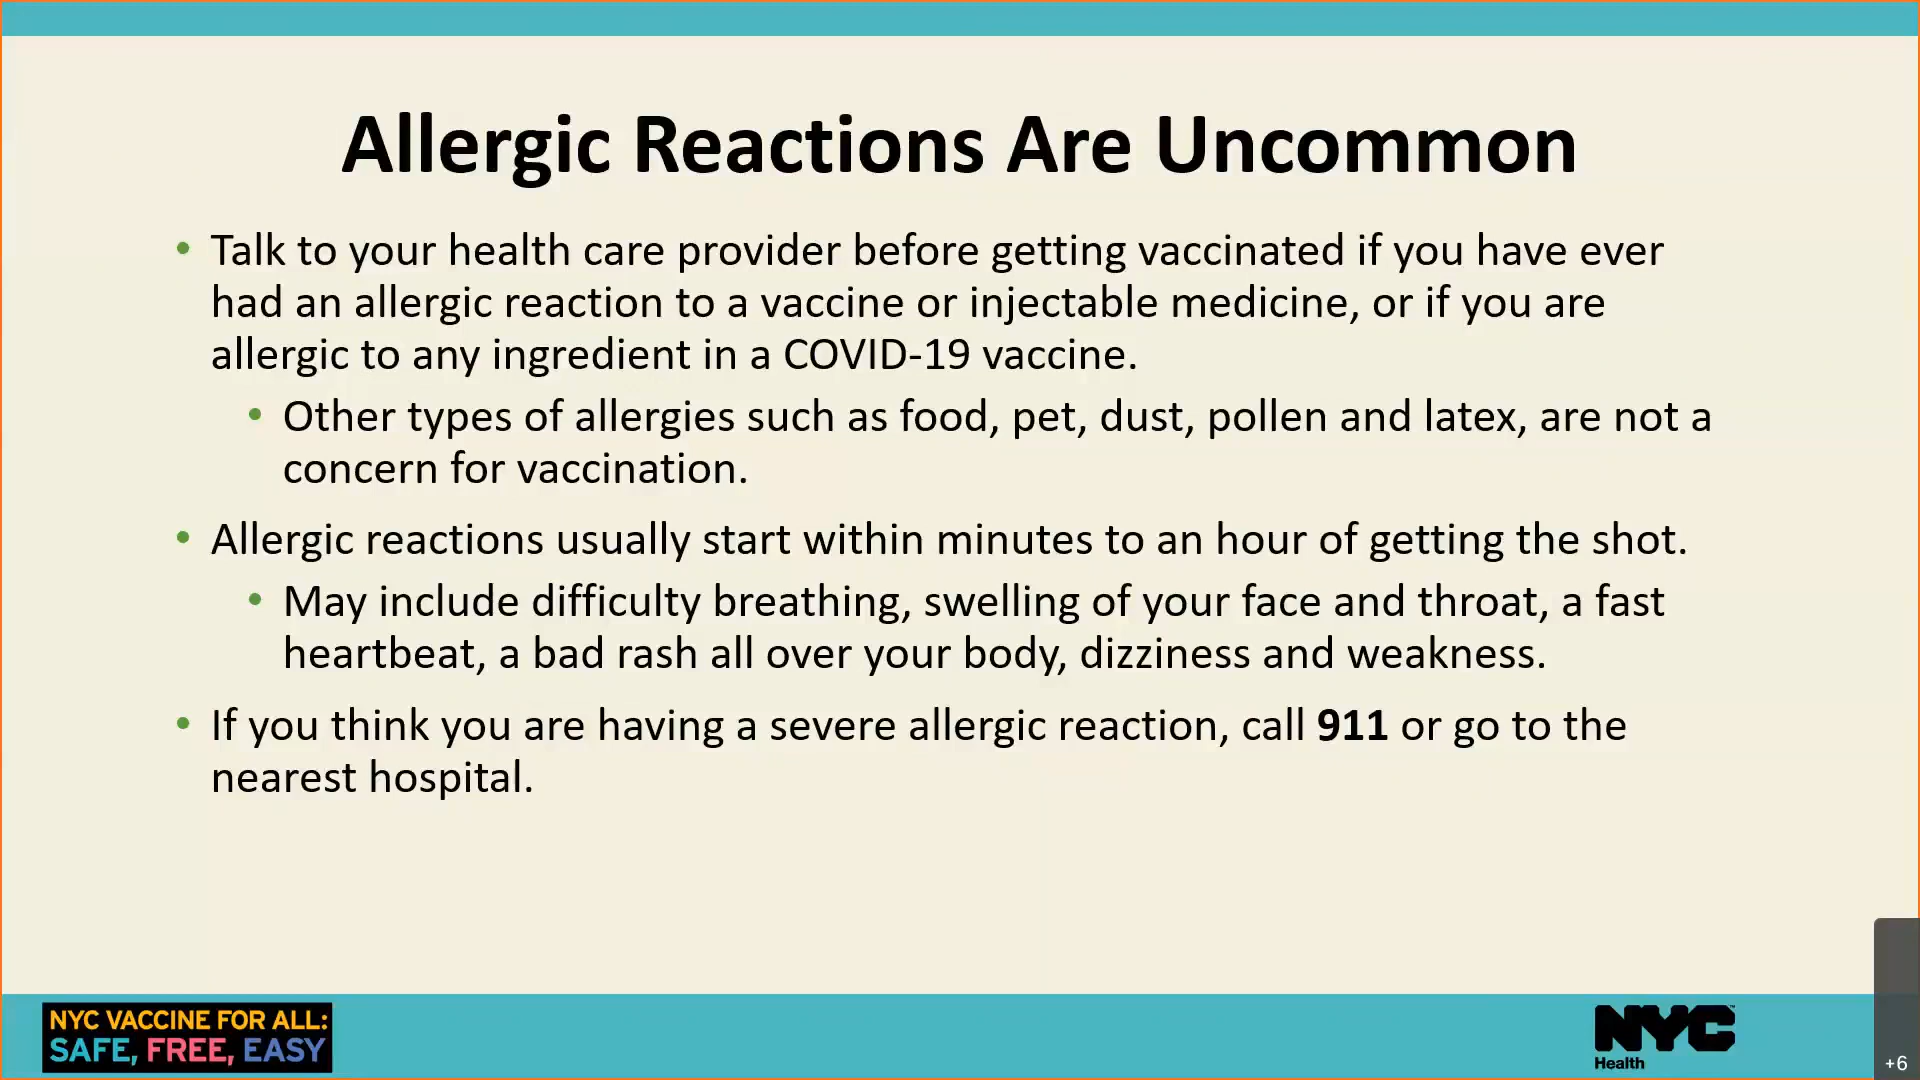 Allergic Reactions Are Uncommon
• Talk to your health care provider before getting vaccinated if you have ever
had an allergic reaction to a vaccine or injectable medicine, or if you are
allergic to any ingredient in a COVID-19 vaccine.
• Other types of allergies such as food, pet, dust, pollen and latex, are not a
concern for vaccination.
• Allergic reactions usually start within minutes to an hour of getting the shot.
• May include difficulty breathing, swelling of your face and throat, a fast
heartbeat, a bad rash all over your body, dizziness and weakness.
• If you think you are having a severe allergic reaction, call 911 or go to the
nearest hospital.
NYC VACCINE FOR ALL:
SAFE, FREE, EASY
NYC
Health
+6